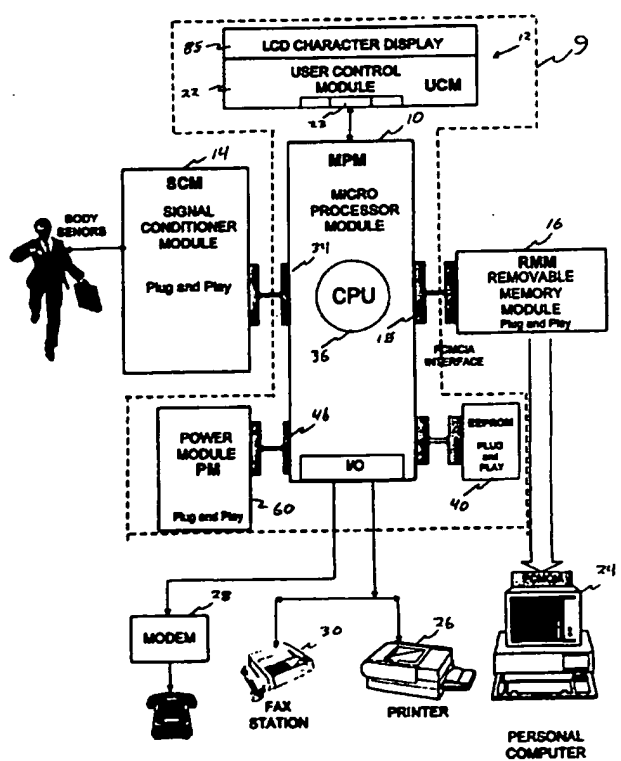 85
LCD CHARACTER DISPLAY
12
9
22
USER CONTROL
MODULE
UCM
23
10
14
MPM
MICRO
PROCESSOR
MODULE
SCM
SIGNAL
CONDITIONER
MODULE
Plug and Play
BODY
SENORS
34
CPU
36
18
16
RMM
REMOVABLE
MEMORY
MODULE
Plug and Play
PCMCIA
INTERFACE
46
POWER
MODULE
PM
Plug and Play
60
I/O
EEPROM
PLUG
and
PLAY
40
28
MODEM
30
FAX
STATION
26
PRINTER
24
PERSONAL
COMPUTER